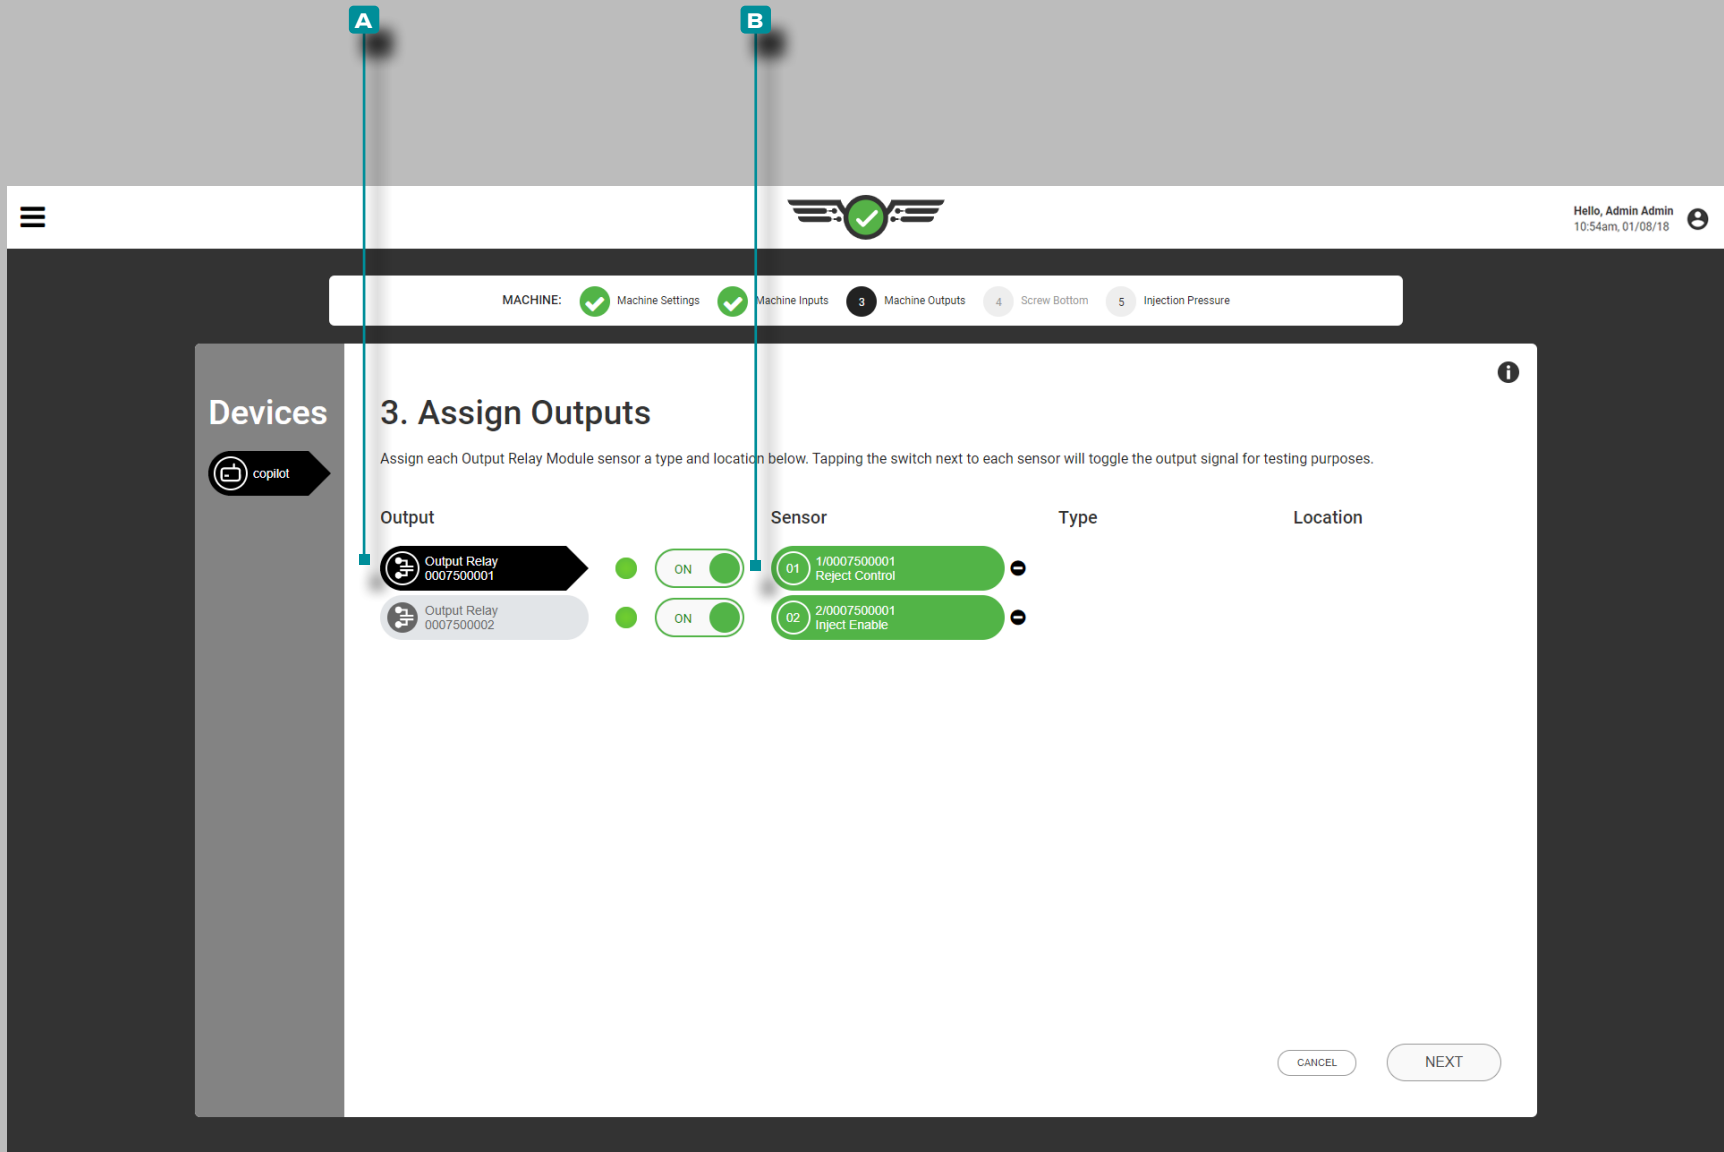 A
B
Hello, Admin Admin
10:54am, 01/08/18
MACHINE:
Machine Settings
Machine Inputs
3
Machine Outputs
4
Screw Bottom
5
Injection Pressure
Devices
copilot
3. Assign Outputs
Assign each Output Relay Module sensor a type and location below. Tapping the switch next to each sensor will toggle the output signal for testing purposes.
Output
Sensor
Type
Location
Output Relay
0007500001
ON
01
1/0007500001
Reject Control
Output Relay
0007500002
ON
02
2/0007500001
Inject Enable
CANCEL
NEXT